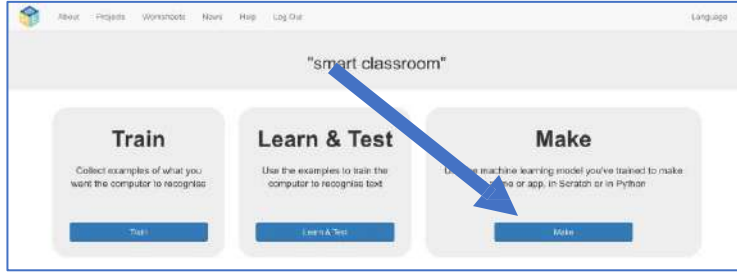 About Projects Worksheets News Help Log Out Language
"smart classroom"
Train
Collect examples of what you
want the computer to recognise
Train
Learn & Test
Use the examples to train the
computer to recognise text
Learn & Test
Make
machine learning model you've trained to make
or app, in Scratch or in Python
Make